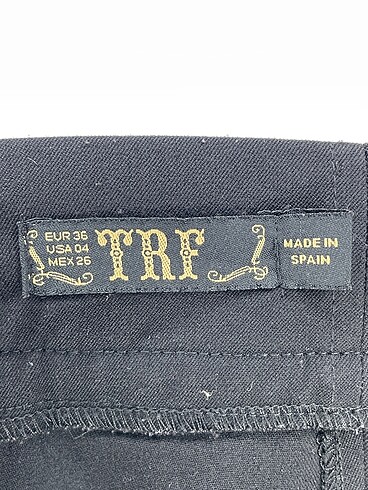 EUR 36
USA 04
MEX 26
TRF
MADE IN
SPAIN